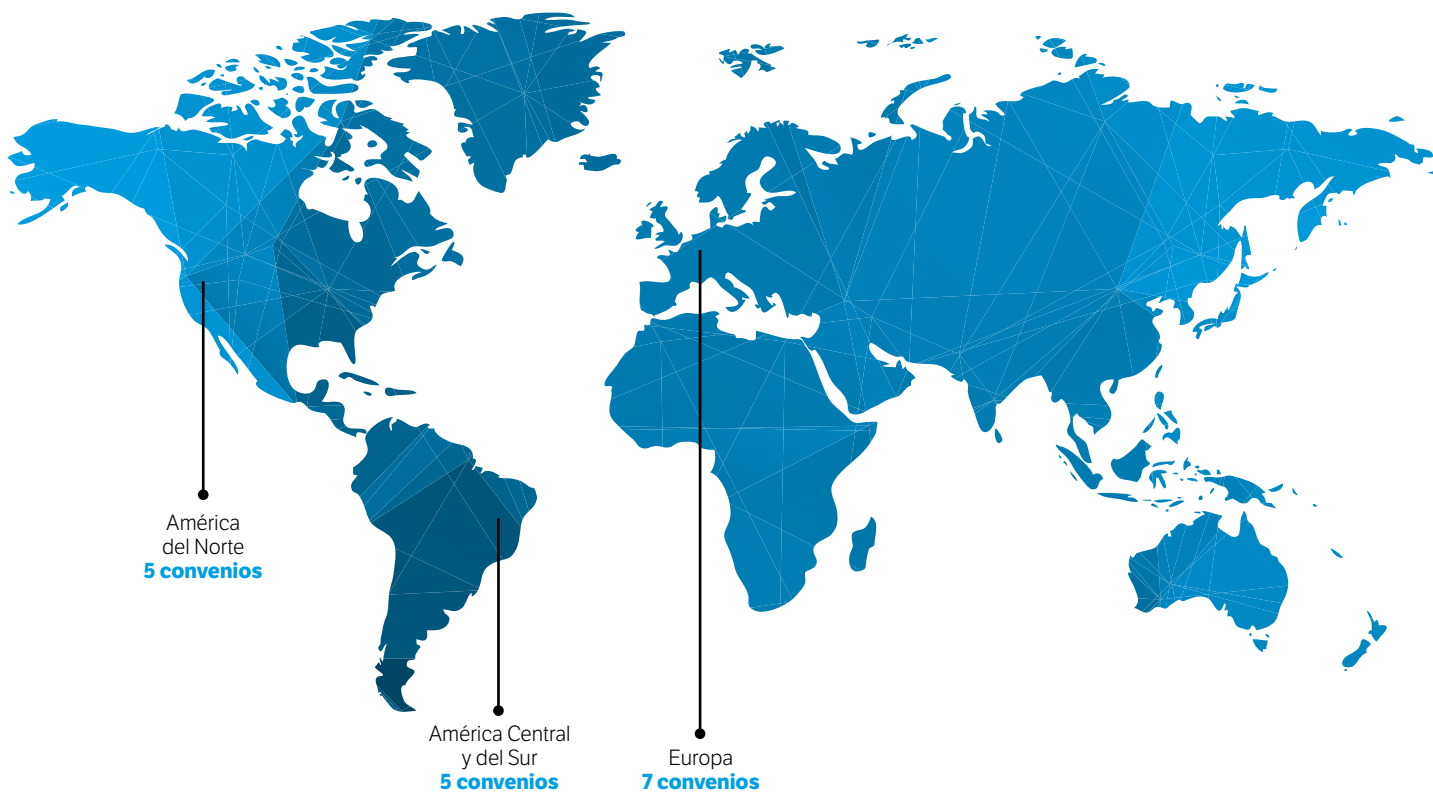 América
del Norte
5 convenios
América Central
y del Sur
5 convenios
Europa
7 convenios